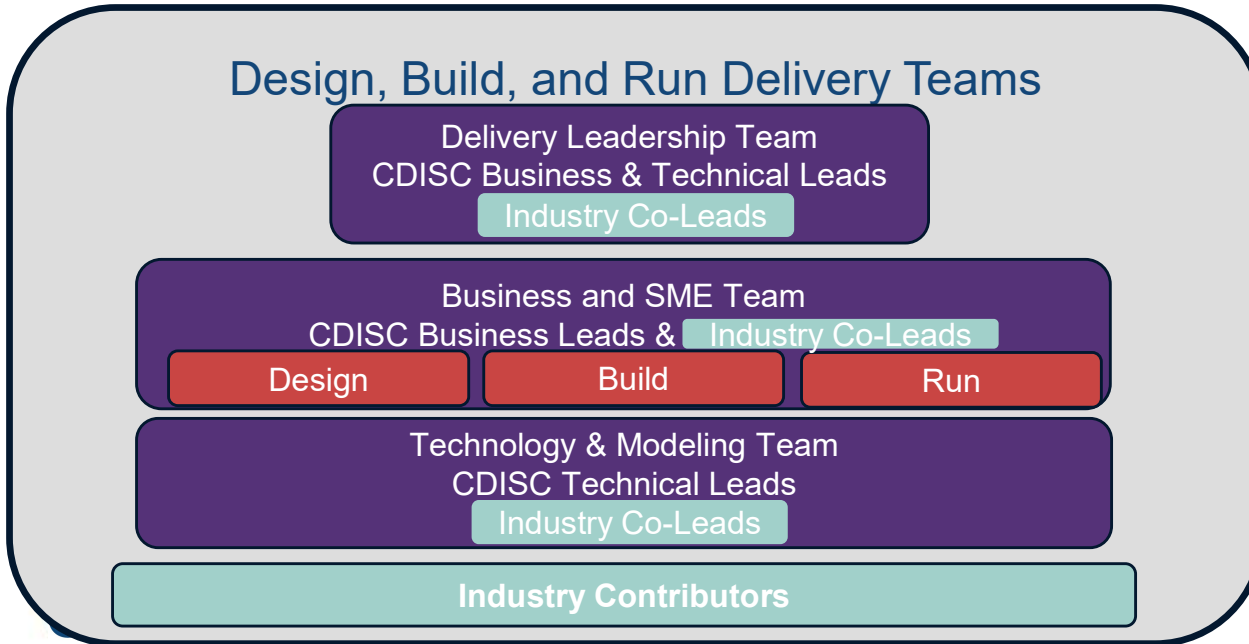 Design, Build, and Run Delivery Teams
Delivery Leadership Team
CDISC Business & Technical Leads
Industry Co-Leads
Business and SME Team
CDISC Business Leads & Industry Co-Leads
Design Build Run
Technology & Modeling Team
CDISC Technical Leads
Industry Co-Leads
Industry Contributors